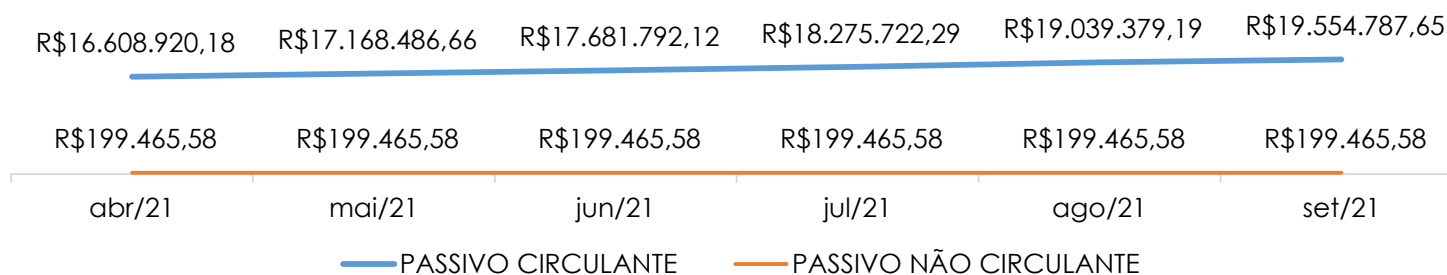 R$16.608.920,18 R$17.168.486,66 R$17.681.792,12 R$18.275.722,29 R$19.039.379,19 R$19.554.787,65
R$199.465,58 R$199.465,58 R$199.465,58 R$199.465,58 R$199.465,58 R$199.465,58
abr/21 mai/21 jun/21 jul/21 ago/21 set/21
PASSIVO CIRCULANTE PASSIVO NÃO CIRCULANTE